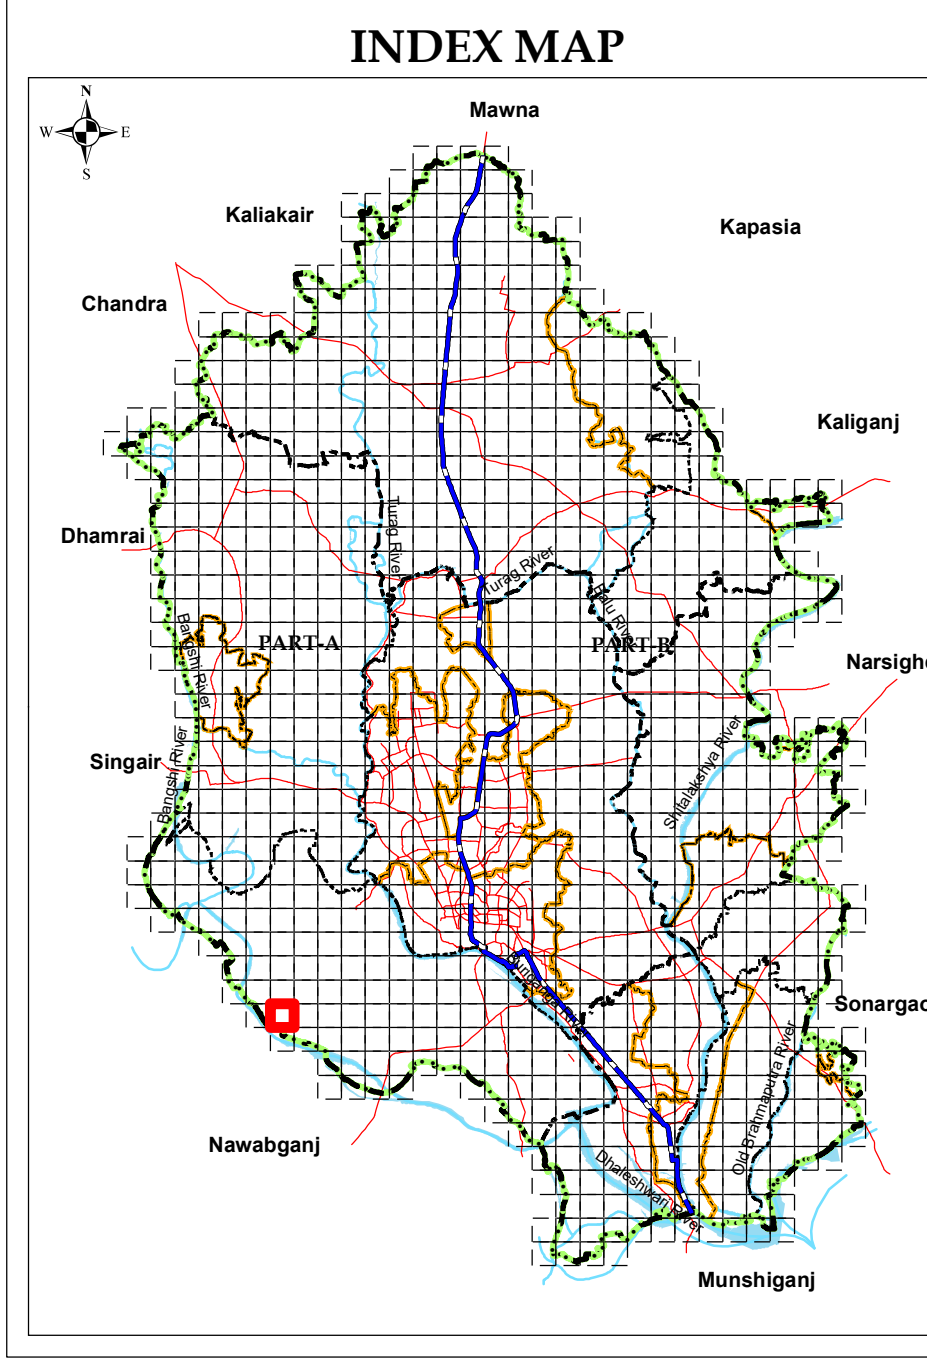 INDEX MAP
N
W E
S
Mawna
Kaliakair
Kapasia
Chandra
Kaliganj
Dhamrai
Turag River
Turag River
Balu River
Bangshi River
PART-A
PART-B
Narsigh
Shitalakshya River
Singair
Bangshi River
Buriganga River
Sonargao
Old Brahmaputra River
Nawabganj
Dhaleshwari River
Munshiganj